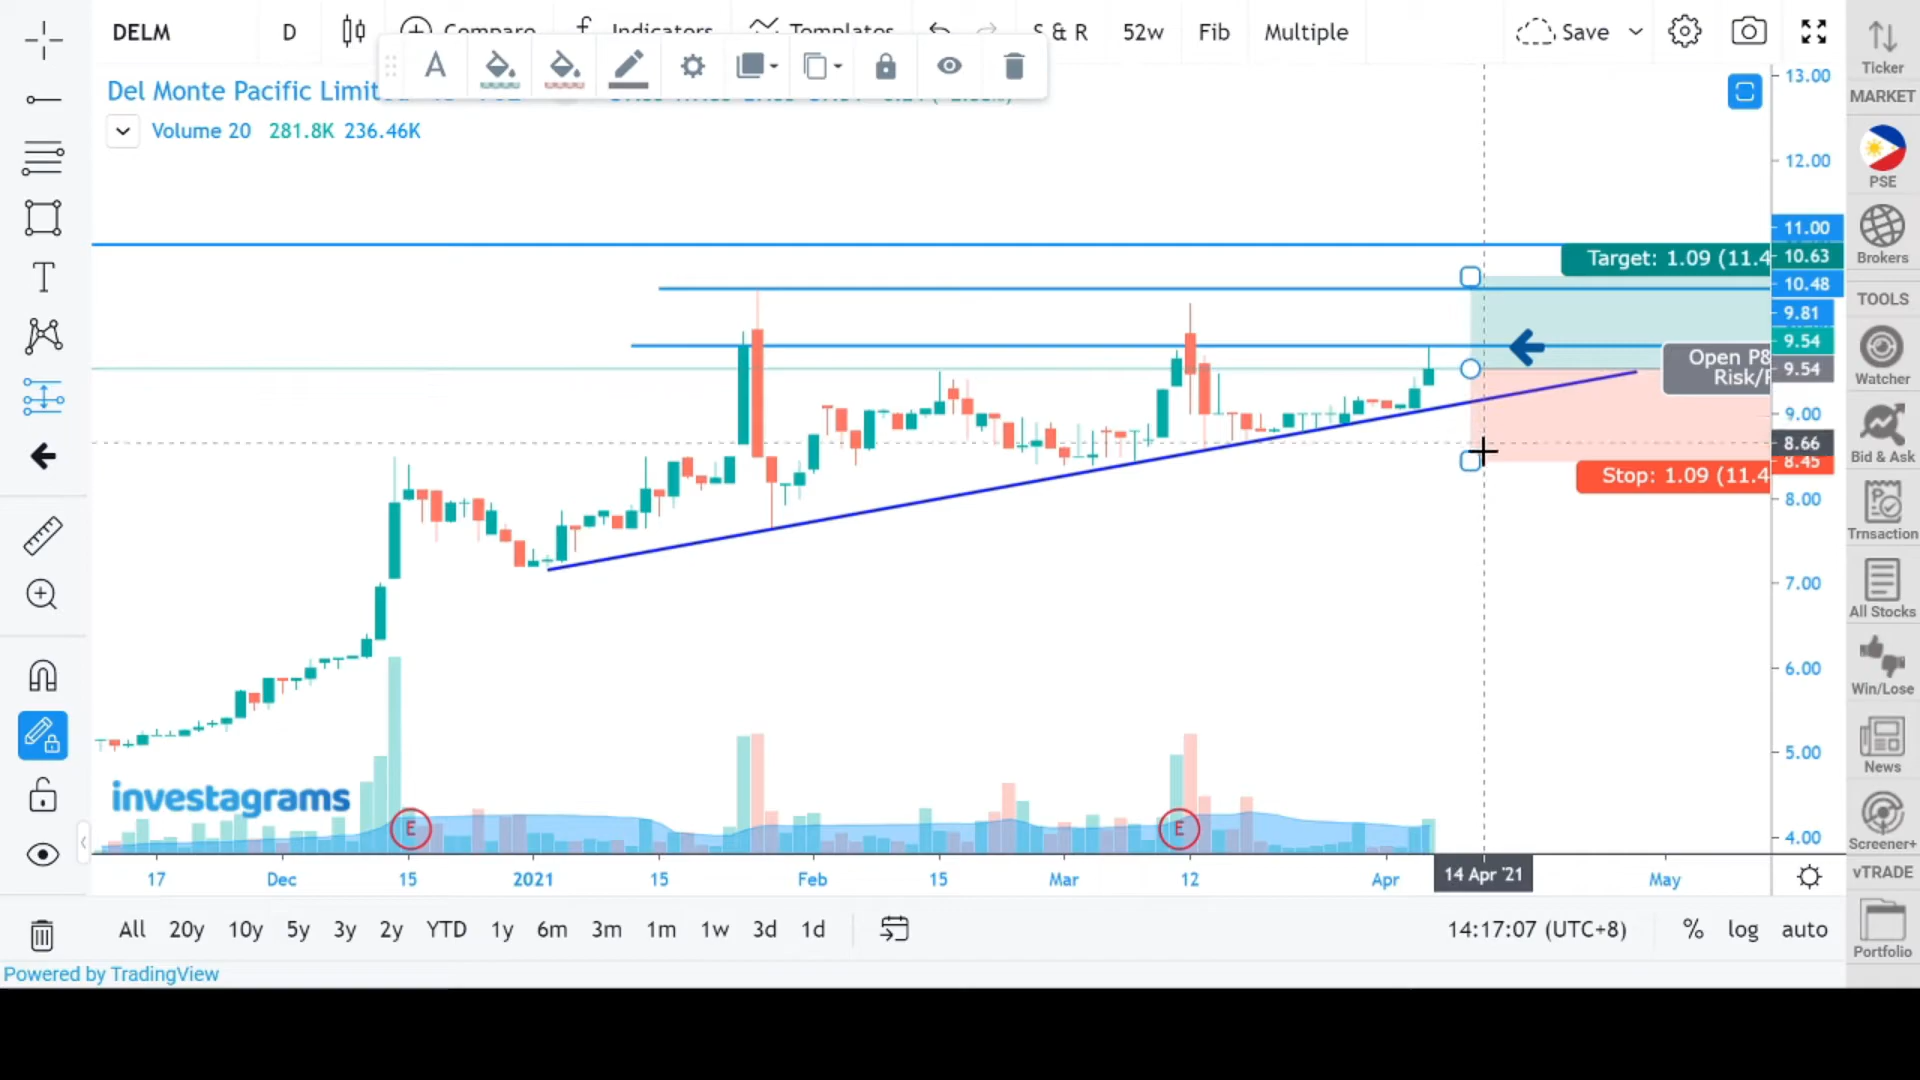 DELM D Compare Indicators Templates S & R 52w Fib Multiple Save
Ticker
Del Monte Pacific Limit
Volume 20 281.8K 236.46K
MARKET
PSE
Brokers
TOOLS
Watcher
Bid & Ask
Trnsaction
All Stocks
Win/Lose
News
Screener+
vTRADE
Portfolio
13.00
12.00
11.00
10.63
10.48
9.81
9.54
9.54
9.00
8.66
8.45
8.00
7.00
6.00
5.00
4.00
Target: 1.09 (11.4
Open P&
Risk/
Stop: 1.09 (11.4
investagrams
E
E
17 Dec 15 2021 15 Feb 15 Mar 12 Apr 14 Apr '21 May
All 20y 10y 5y 3y 2y YTD 1y 6m 3m 1m 1w 3d 1d 14:17:07 (UTC+8) % log auto
Powered by TradingView